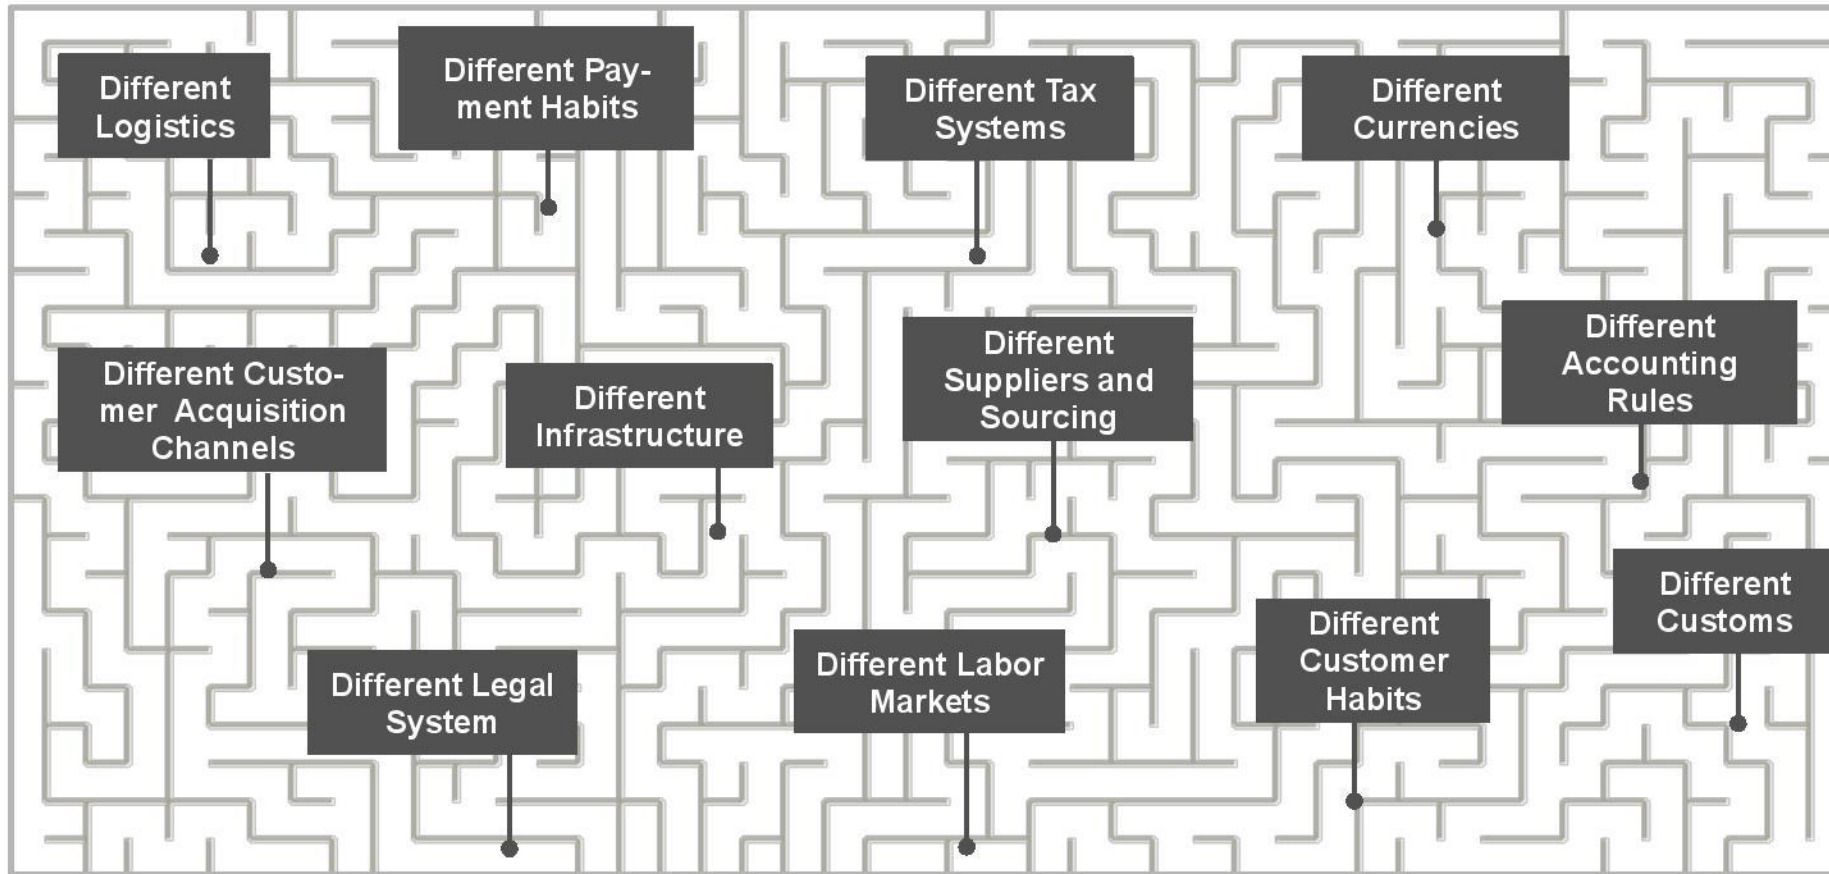 Different
Logistics
Different Pay-
ment Habits
Different Tax
Systems
Different
Currencies
Different Custo-
mer Acquisition
Channels
Different
Infrastructure
Different
Suppliers and
Sourcing
Different
Accounting
Rules
Different Legal
System
Different Labor
Markets
Different
Customer
Habits
Different
Customs